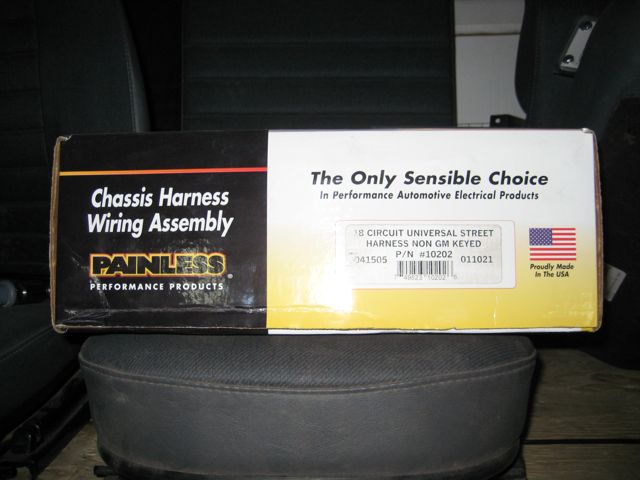 Chassis Harness
Wiring Assembly
PAINLESS®
PERFORMANCE PRODUCTS
The Only Sensible Choice
In Performance Automotive Electrical Products
18 CIRCUIT UNIVERSAL STREET
HARNESS NON GM KEYED
P/N #10202
041505
011021
Proudly Made
In The USA